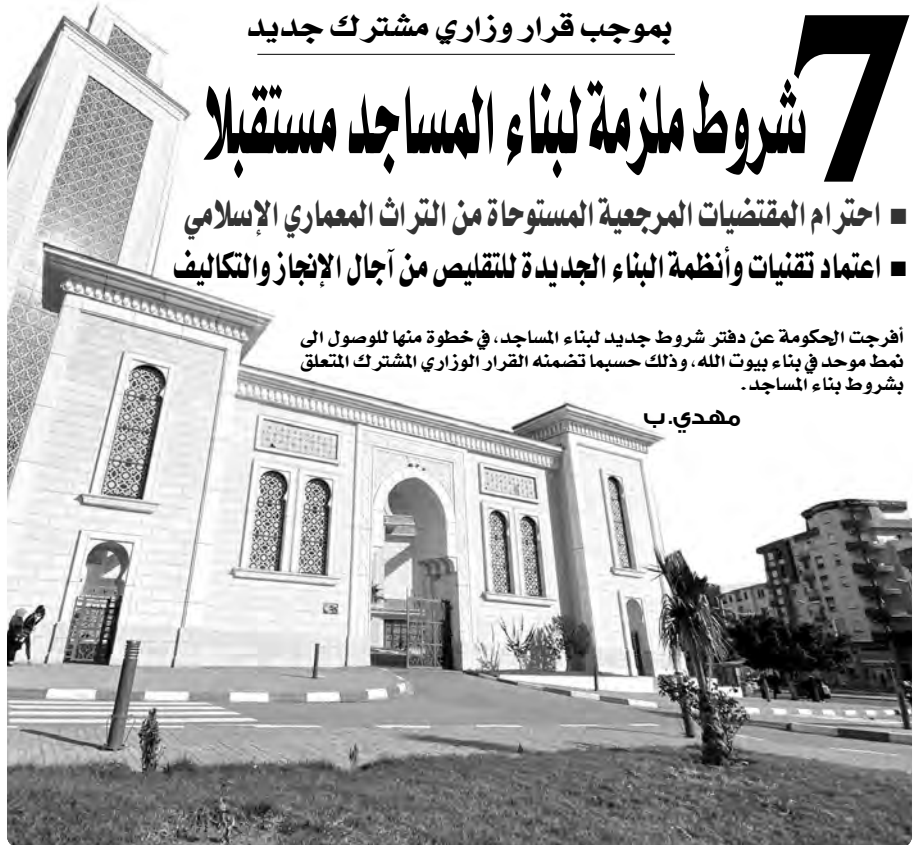 بموجب قرار وزاري مشترك جديد
7 شروط ملزمة لبناء المساجد مستقبلا
■ احترام المقتضيات المرجعية المستوحاة من التراث المعماري الإسلامي
■ اعتماد تقنيات وأنظمة البناء الجديدة للتقليص من آجال الإنجاز والتكاليف
أفرجت الحكومة عن دفتر شروط جديد لبناء المساجد، في خطوة منها للوصول الى
نمط موحد في بناء بيوت الله، وذلك حسبما تضمنه القرار الوزاري المشترك المتعلق
بشروط بناء المساجد.
مهدي.ب